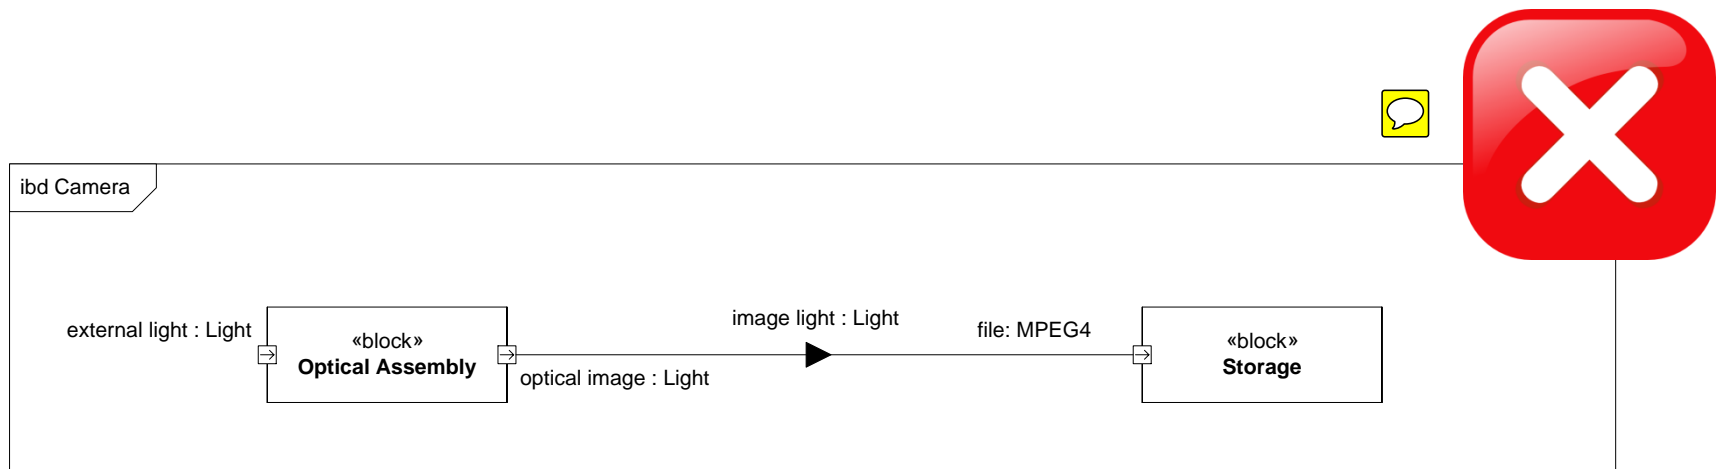 ibd Camera
external light : Light
«block»
Optical Assembly
optical image : Light
image light : Light
file: MPEG4
«block»
Storage